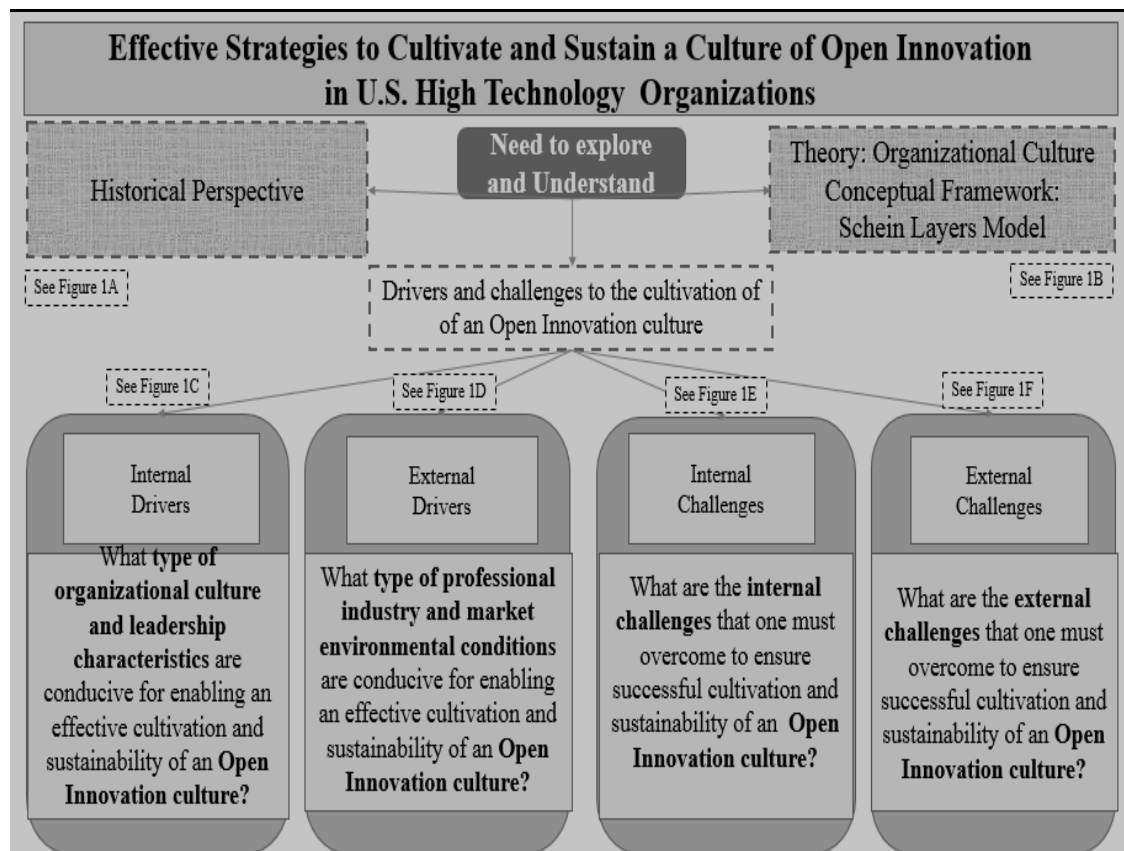 Effective Strategies to Cultivate and Sustain a Culture of Open Innovation
in U.S. High Technology Organizations
Historical Perspective
Need to explore
and Understand
Theory: Organizational Culture
Conceptual Framework:
Schein Layers Model
See Figure 1A
See Figure 1B
Drivers and challenges to the cultivation of
of an Open Innovation culture
See Figure 1C
See Figure 1D
See Figure 1E
See Figure 1F
Internal
Drivers
What type of
organizational culture
and leadership
characteristics are
conducive for enabling an
effective cultivation and
sustainability of an Open
Innovation culture?
External
Drivers
What type of professional
industry and market
environmental conditions
are conducive for enabling
an effective cultivation and
sustainability of an Open
Innovation culture?
Internal
Challenges
What are the internal
challenges that one must
overcome to ensure
successful cultivation and
sustainability of an Open
Innovation culture?
External
Challenges
What are the external
challenges that one must
overcome to ensure
successful cultivation and
sustainability of an Open
Innovation culture?